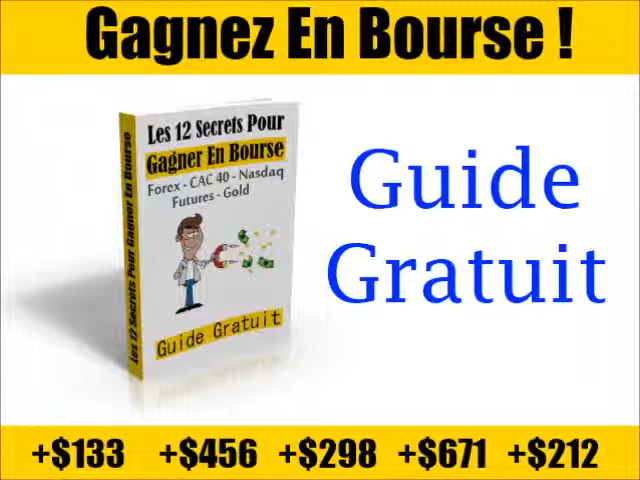 Gagnez En Bourse !
Les 12 Secrets Pour Gagner En Bourse
Les 12 Secrets Pour
Gagner En Bourse
Forex - CAC 40 - Nasdaq
Futures - Gold
Guide Gratuit
Guide
Gratuit
+$133 +$456 +$298 +$671 +$212